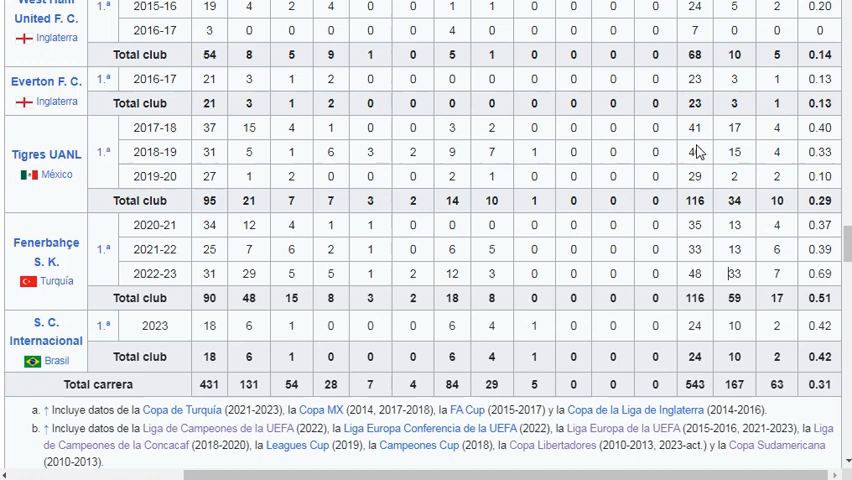 West Ham United F. C. Inglaterra 1.ª 2015-16 19 4 2 4 0 0 1 1 0 0 0 24 5 2 0.20
2016-17 3 0 0 0 0 0 4 0 0 0 0 7 0 0 0
Total club 54 8 5 9 1 0 5 1 0 0 0 68 10 5 0.14
Everton F. C. Inglaterra 1.ª 2016-17 21 3 1 2 0 0 0 0 0 0 0 23 3 1 0.13
Total club 21 3 1 2 0 0 0 0 0 0 0 23 3 1 0.13
Tigres UANL México 1.ª 2017-18 37 15 4 1 0 0 3 2 0 0 0 41 17 4 0.40
2018-19 31 5 1 6 3 2 9 7 1 0 0 15 4 0.33
2019-20 27 1 2 0 0 0 2 1 0 0 0 29 2 2 0.10
Total club 95 21 7 7 3 2 14 10 1 0 0 116 34 10 0.29
Fenerbahçe S. K. Turquía 1.ª 2020-21 34 12 4 1 1 0 0 0 0 0 0 35 13 4 0.37
2021-22 25 7 6 2 1 0 6 5 0 0 0 33 13 6 0.39
2022-23 31 29 5 5 1 2 12 3 0 0 0 48 33 7 0.69
Total club 90 48 15 8 3 2 18 8 0 0 0 116 59 17 0.51
S. C. Internacional Brasil 1.ª 2023 18 6 1 0 0 0 6 4 1 0 0 24 10 2 0.42
Total club 18 6 1 0 0 0 6 4 1 0 0 24 10 2 0.42
Total carrera 431 131 54 28 7 4 84 29 5 0 0 543 167 63 0.31
a. ↑ Incluye datos de la Copa de Turquía (2021-2023), la Copa MX (2014, 2017-2018), la FA Cup (2015-2017) y la Copa de la Liga de Inglaterra (2014-2016).
b. ↑ Incluye datos de la Liga de Campeones de la UEFA (2022), la Liga Europa Conferencia de la UEFA (2022), la Liga Europa de la UEFA (2015-2016, 2021-2023), la Liga
de Campeones de la Concacaf (2018-2020), la Leagues Cup (2019), la Campeones Cup (2018), la Copa Libertadores (2010-2013, 2023-act.) y la Copa Sudamericana
(2010-2013).